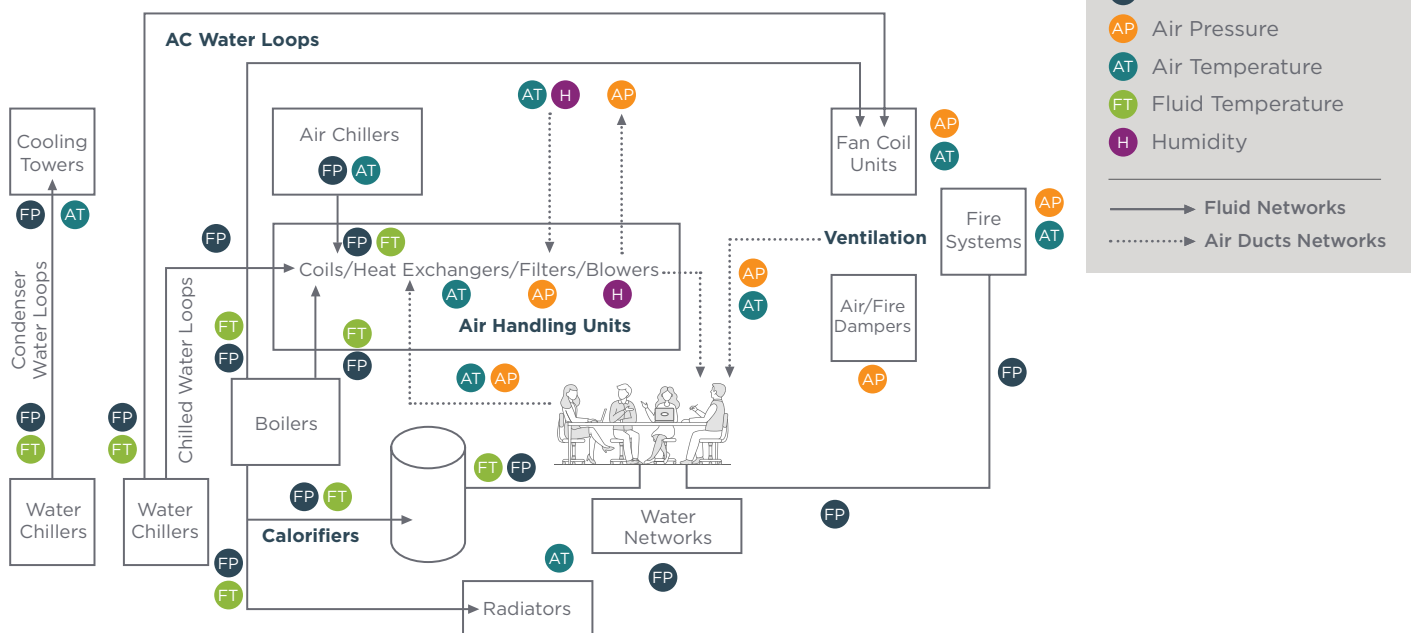 AC Water Loops
AP Air Pressure
AT Air Temperature
FT Fluid Temperature
H Humidity
Fluid Networks
Air Ducts Networks
Cooling
Towers
FP AT
Condenser
Water Loops
FP
FT
Water
Chillers
FP
FT
Water
Chillers
Chilled Water Loops
FP
Air Chillers
FP AT
AT H
AP
FP FT
Coils/Heat Exchangers/Filters/Blowers
AT AP H
Air Handling Units
FT
FP
FT
FP
Boilers
AT AP
Fan Coil
Units
AP
AT
Ventilation
AP
AT
Fire
Systems
AP
AT
Air/Fire
Dampers
AP
FP
FP FT
Calorifiers
FT FP
Water
Networks
FP
FP
FP
FT
AT
Radiators